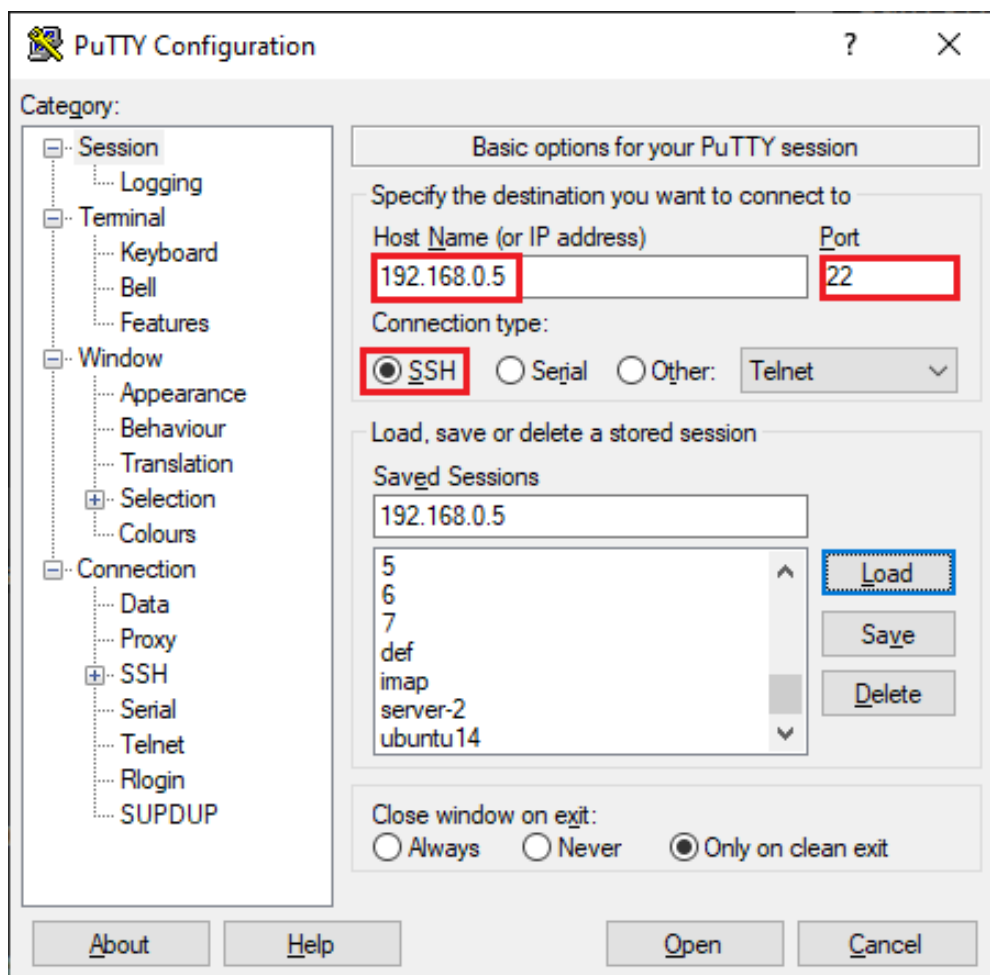 PuTTY Configuration
?
Category:
Session
Logging
Terminal
Keyboard
Bell
Features
Window
Appearance
Behaviour
Translation
Selection
Colours
Connection
Data
Proxy
SSH
Serial
Telnet
Rlogin
SUPDUP
Basic options for your PuTTY session
Specify the destination you want to connect to
Host Name (or IP address) Port
192.168.0.5 22
Connection type:
SSH Serial Other: Telnet
Load, save or delete a stored session
Saved Sessions
192.168.0.5
5
6
7
def
imap
server-2
ubuntu14
Load
Save
Delete
Close window on exit:
Always Never Only on clean exit
About Help Open Cancel